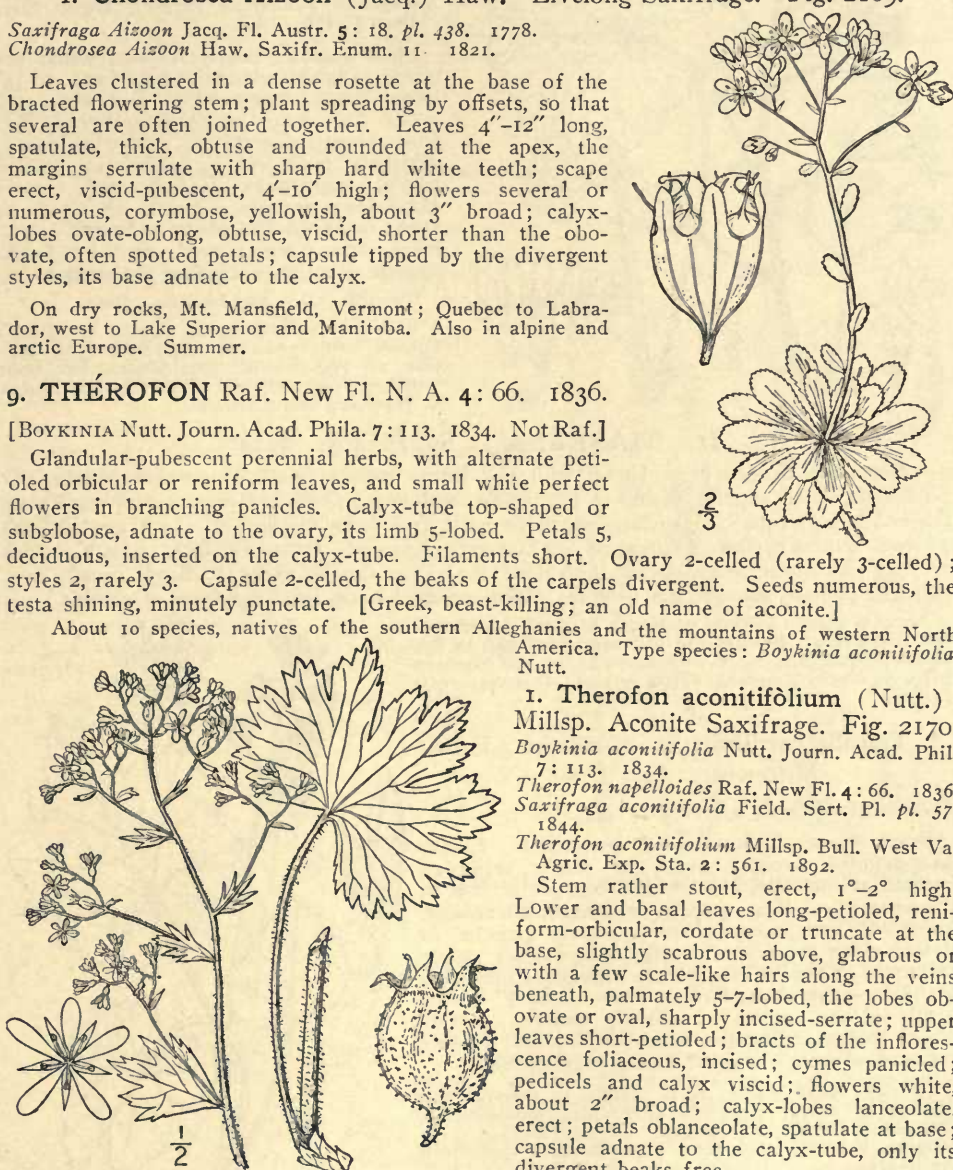 1. Chondrosea Aizoon (Jacq.) Haw. Livelong Saxifrage. Fig. 2169.
Saxifraga Aizoon Jacq. Fl. Austr. 5: 18. pl. 438. 1778.
Chondrosea Aizoon Haw. Saxifr. Enum. 11. 1821.
Leaves clustered in a dense rosette at the base of the
bracted flowering stem; plant spreading by offsets, so that
several are often joined together. Leaves 4″–12″ long,
spatulate, thick, obtuse and rounded at the apex, the
margins serrulate with sharp hard white teeth; scape
erect, viscid-pubescent, 4′–10′ high; flowers several or
numerous, corymbose, yellowish, about 3″ broad; calyx-
lobes ovate-oblong, obtuse, viscid, shorter than the obo-
vate, often spotted petals; capsule tipped by the divergent
styles, its base adnate to the calyx.
On dry rocks, Mt. Mansfield, Vermont; Quebec to Labra-
dor, west to Lake Superior and Manitoba. Also in alpine and
arctic Europe. Summer.
9. THÉROFON Raf. New Fl. N. A. 4: 66. 1836.
[BOYKINIA Nutt. Journ. Acad. Phila. 7: 113. 1834. Not Raf.]
Glandular-pubescent perennial herbs, with alternate peti-
oled orbicular or reniform leaves, and small white perfect
flowers in branching panicles. Calyx-tube top-shaped or
subglobose, adnate to the ovary, its limb 5-lobed. Petals 5,
deciduous, inserted on the calyx-tube. Filaments short. Ovary 2-celled (rarely 3-celled);
styles 2, rarely 3. Capsule 2-celled, the beaks of the carpels divergent. Seeds numerous, the
testa shining, minutely punctate. [Greek, beast-killing; an old name of aconite.]
About 10 species, natives of the southern Alleghanies and the mountains of western North
America. Type species: Boykinia aconitifolia
Nutt.
1. Therofon aconitifòlium (Nutt.)
Millsp. Aconite Saxifrage. Fig. 2170
Boykinia aconitifolia Nutt. Journ. Acad. Phil
7: 113. 1834.
Therofon napelloides Raf. New Fl. 4: 66. 1836
Saxifraga aconitifolia Field. Sert. Pl. pl. 57
1844.
Therofon aconitifolium Millsp. Bull. West Va
Agric. Exp. Sta. 2: 561. 1892.
Stem rather stout, erect, 1°–2° high
Lower and basal leaves long-petioled, reni-
form-orbicular, cordate or truncate at the
base, slightly scabrous above, glabrous or
with a few scale-like hairs along the veins
beneath, palmately 5–7-lobed, the lobes ob-
ovate or oval, sharply incised-serrate; upper
leaves short-petioled; bracts of the inflores-
cence foliaceous, incised; cymes panicled;
pedicels and calyx viscid; flowers white,
about 2″ broad; calyx-lobes lanceolate
erect; petals oblanceolate, spatulate at base;
capsule adnate to the calyx-tube, only its
divergent beaks free.
2/3
1/2